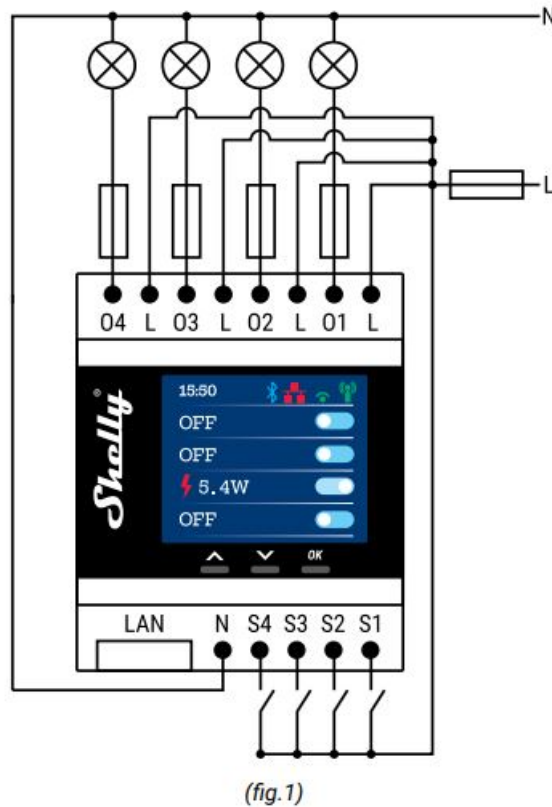 N
L
O4 L O3 L O2 L O1 L
Shelly®
15:50
OFF
OFF
5.4W
OFF
OK
LAN N S4 S3 S2 S1
(fig.1)